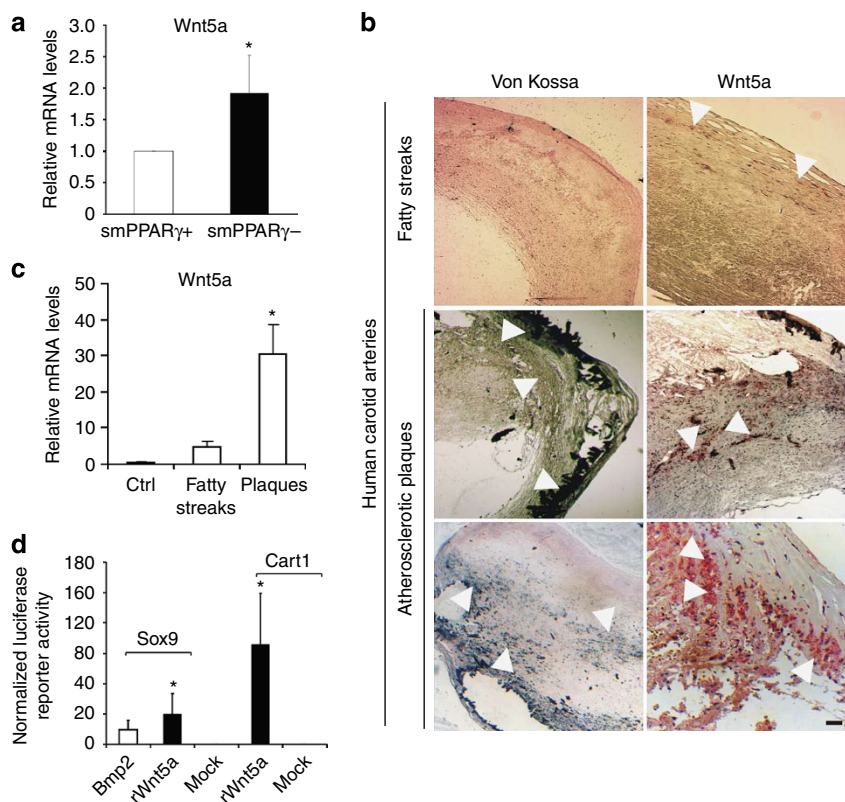 a
Wnt5a
Relative mRNA levels
3.0
2.5
2.0
1.5
1.0
0.5
0
*
smPPARγ+
smPPARγ−
b
Von Kossa
Wnt5a
Human carotid arteries
Fatty streaks
Atherosclerotic plaques
c
Wnt5a
Relative mRNA levels
50
40
30
20
10
0
*
Ctrl
Fatty
streaks
Plaques
d
Normalized luciferase
reporter activity
180
160
120
80
40
20
0
Sox9
Cart1
*
*
Bmp2
rWnt5a
Mock
rWnt5a
Mock